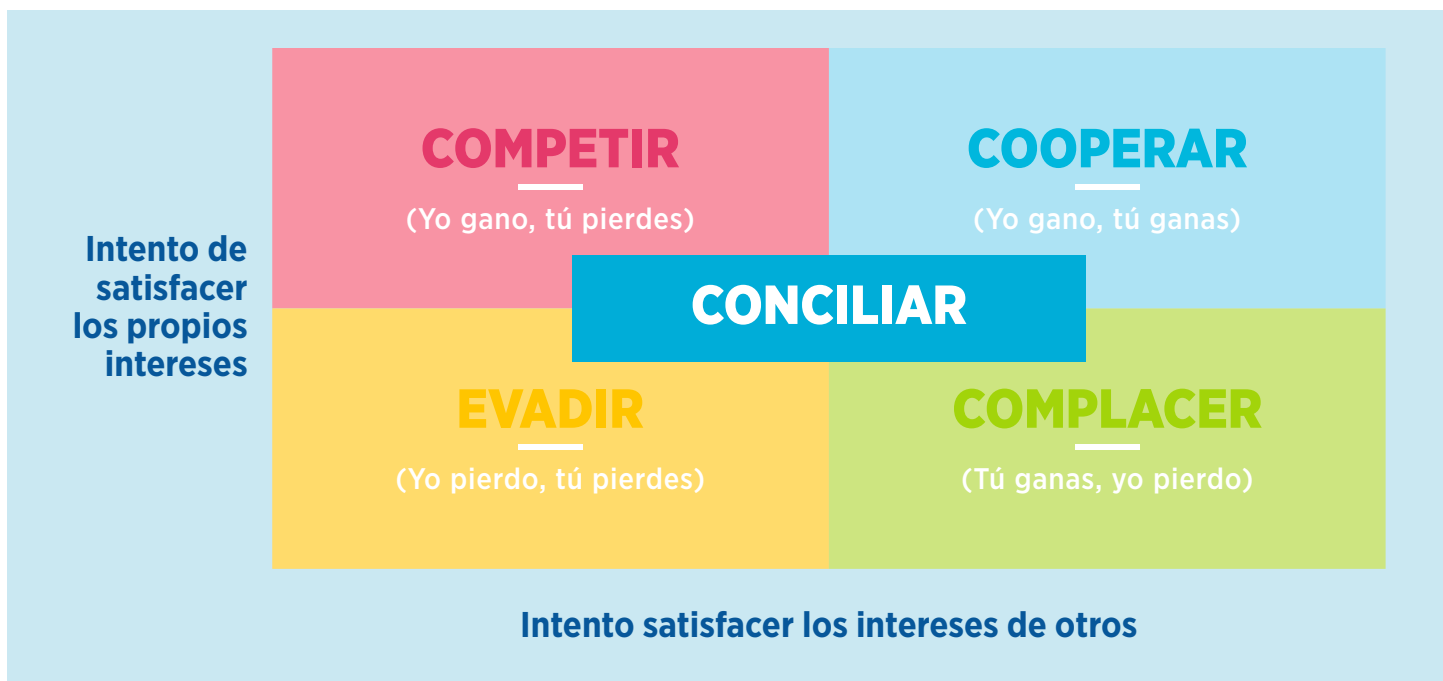 COMPETIR
(Yo gano, tú pierdes)
COOPERAR
(Yo gano, tú ganas)
Intento de
satisfacer
los propios
intereses
CONCILIAR
EVADIR
(Yo pierdo, tú pierdes)
COMPLACER
(Tú ganas, yo pierdo)
Intento satisfacer los intereses de otros